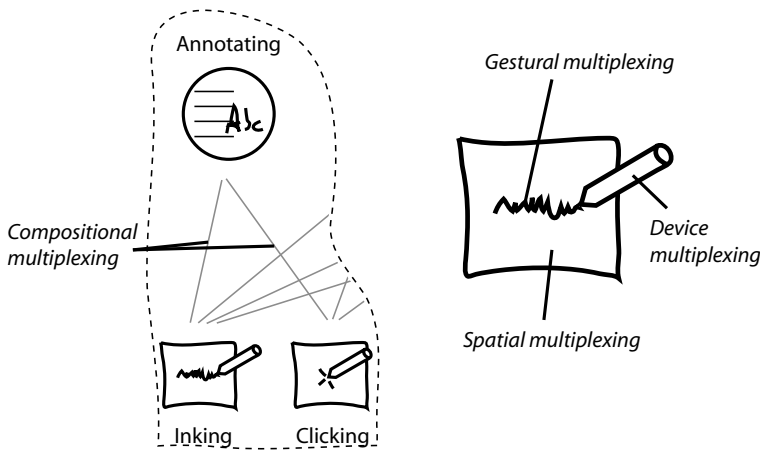 Annotating
Abc
Compositional
multiplexing
Inking
Clicking
Gestural multiplexing
Device
multiplexing
Spatial multiplexing